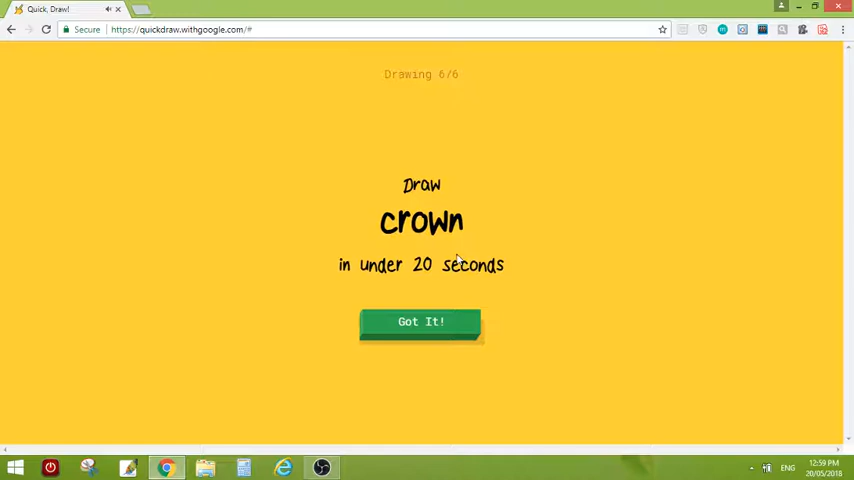 Quick, Draw!
Secure https://quickdraw.withgoogle.com/#
Drawing 6/6
Draw
crown
in under 20 seconds
Got It!
ENG
12:59 PM
20/05/2018